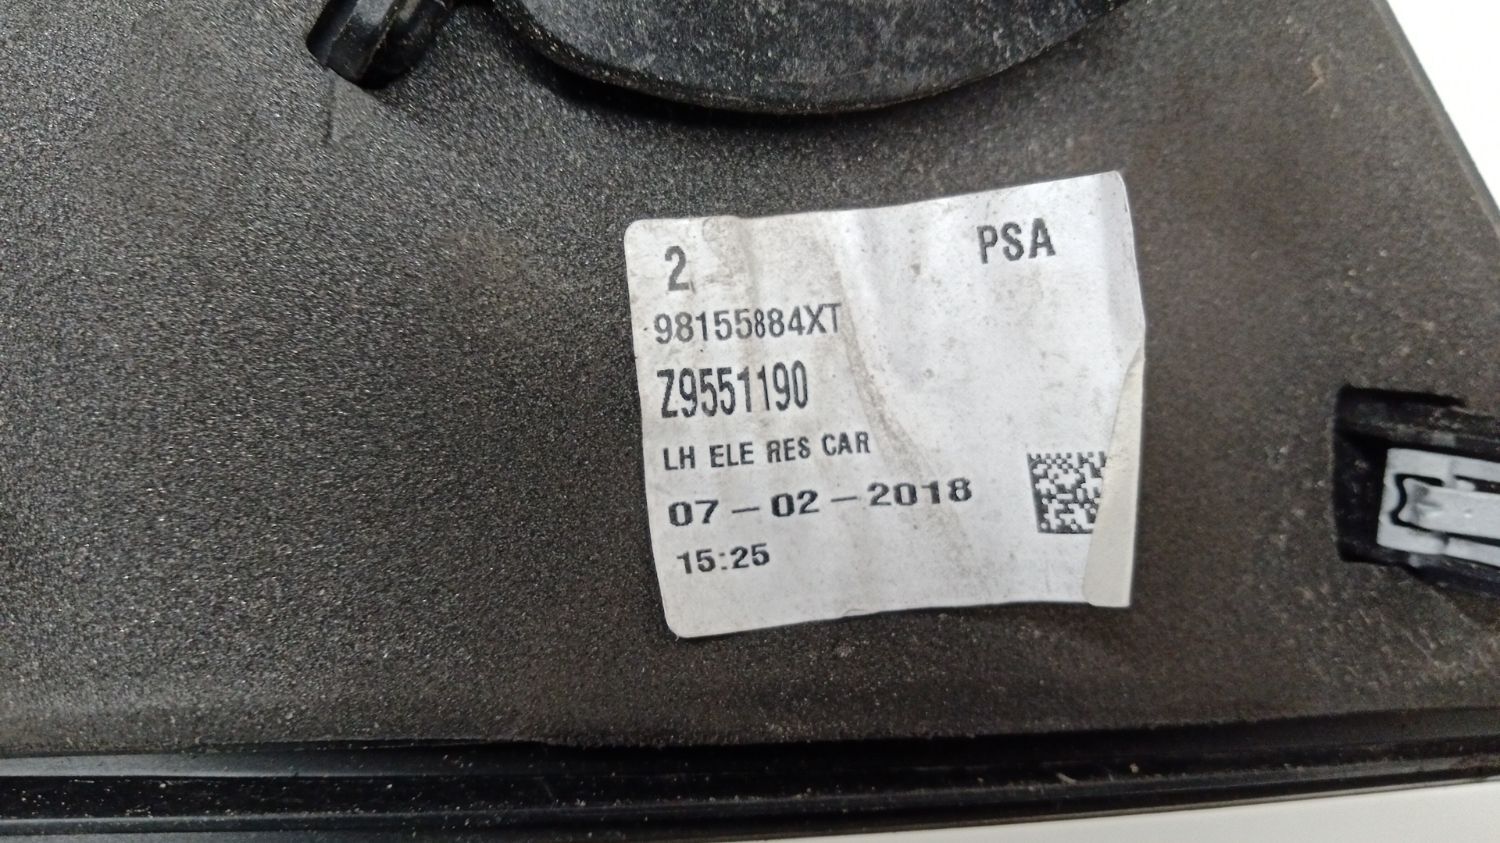 2 PSA
98155884XT
Z9551190
LH ELE RES CAR
07-02-2018
15:25